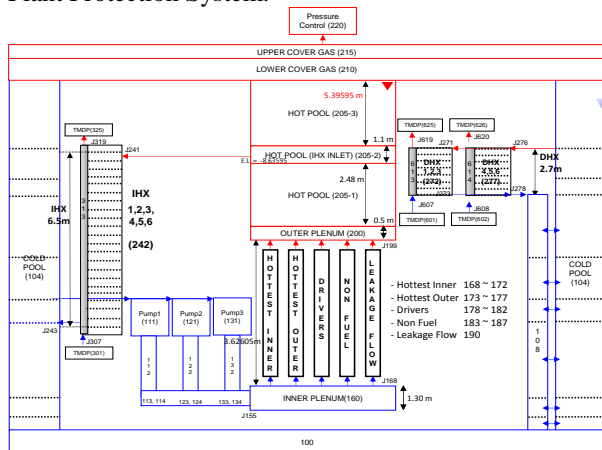 Plant Protection System.
Pressure
Control (220)
UPPER COVER GAS (215)
LOWER COVER GAS (210)
5.39595 m
HOT POOL (205-3)
1.1 m
HOT POOL (IHX INLET) (205-2)
E.L = -8.63595
2.48 m
HOT POOL (205-1)
0.5 m
OUTER PLENUM (200)
J199
TMDP(325)
J319
J241
313
IHX
6.5m
IHX
1,2,3,
4,5,6
(242)
COLD
POOL
(104)
J243
J307
TMDP(301)
TMDP(625)
TMDP(626)
J619
J620
J271
J276
613
DHX
1,2,3
(272)
614
DHX
4,5,6
(277)
DHX
2.7m
J273
J278
J607
J608
TMDP(601)
TMDP(602)
COLD
POOL
(104)
108
Pump1
(111)
Pump2
(121)
Pump3
(131)
112
122
132
113, 114
123, 124
133, 134
J155
3.62605m
HOTTEST INNER
HOTTEST OUTER
DRIVERS
NON FUEL
LEAKAGE FLOW
- Hottest Inner 168 ~ 172
- Hottest Outer 173 ~ 177
- Drivers 178 ~ 182
- Non Fuel 183 ~ 187
- Leakage Flow 190
J168
INNER PLENUM(160)
1.30 m
100